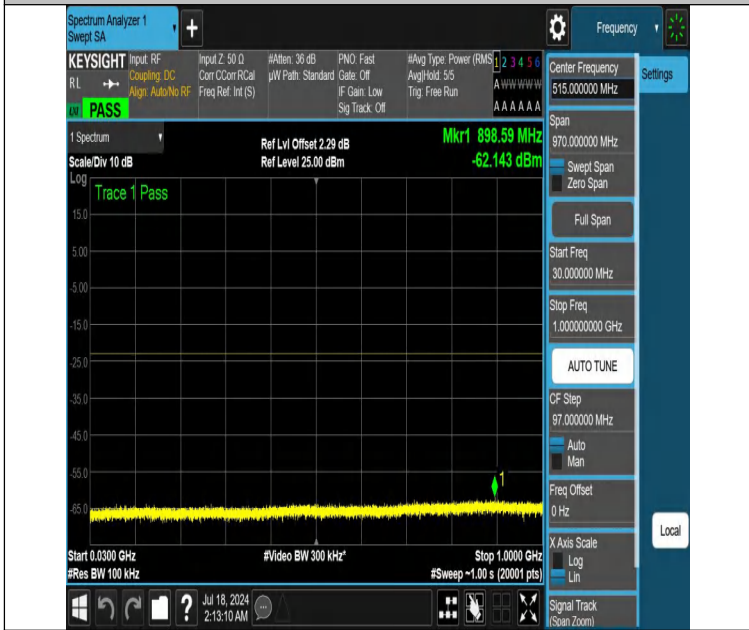 Spectrum Analyzer 1
Swept SA
Frequency
KEYSIGHT
RL
PASS
Input: RF
Coupling: DC
Align: Auto/No RF
Input Z: 50 Ω
Corr CCorr RCal
Freq Ref: Int (S)
#Atten: 36 dB
µW Path: Standard
PNO: Fast
Gate: Off
IF Gain: Low
Sig Track: Off
#Avg Type: Power (RMS
Avg|Hold: 5/5
Trig: Free Run
1 2 3 4 5 6
A W W W W W
A A A A A A
1 Spectrum
Scale/Div 10 dB
Ref Lvl Offset 2.29 dB
Ref Level 25.00 dBm
Mkr1 898.59 MHz
-62.143 dBm
Log
Trace 1 Pass
15.0
5.00
-5.00
-15.0
-25.0
-35.0
-45.0
-55.0
-65.0
1
Start 0.0300 GHz
#Res BW 100 kHz
#Video BW 300 kHz*
Stop 1.0000 GHz
#Sweep ~1.00 s (20001 pts)
Center Frequency
515.000000 MHz
Settings
Span
970.000000 MHz
Swept Span
Zero Span
Full Span
Start Freq
30.000000 MHz
Stop Freq
1.000000000 GHz
AUTO TUNE
CF Step
97.000000 MHz
Auto
Man
Freq Offset
0 Hz
X Axis Scale
Log
Lin
Local
Signal Track
(Span Zoom)
?
Jul 18, 2024
2:13:10 AM